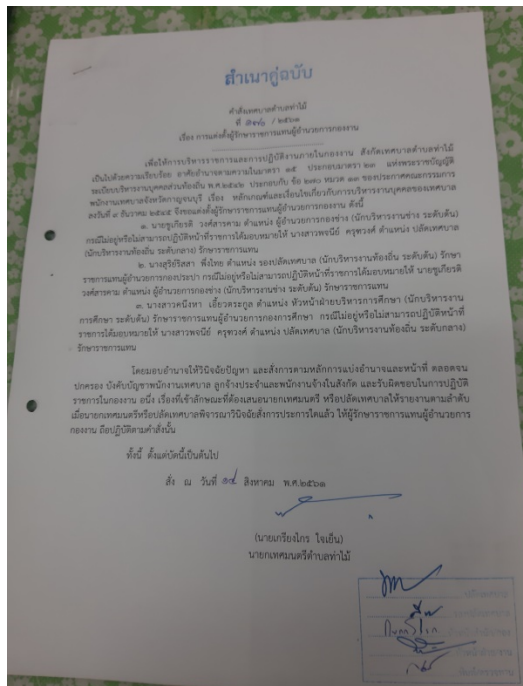 สำเนาคู่ฉบับ
คำสั่งเทศบาลตำบลท่าไม้
ที่ / ๒๕๖๑
เรื่อง การแต่งตั้งผู้รักษาราชการแทนผู้อำนวยการกองงาน
เพื่อให้การบริหารราชการและการปฏิบัติงานภายในกองงาน สังกัดเทศบาลตำบลท่าไม้
เป็นไปด้วยความเรียบร้อย อาศัยอำนาจตามความในมาตรา ๑๕ ประกอบมาตรา ๒๓ แห่งพระราชบัญญัติ
ระเบียบบริหารงานบุคคลส่วนท้องถิ่น พ.ศ.๒๕๔๒ ประกอบกับ ข้อ ๒๗๐ หมวด ๑๓ ของประกาศคณะกรรมการ
พนักงานเทศบาลจังหวัดกาญจนบุรี เรื่อง หลักเกณฑ์และเงื่อนไขเกี่ยวกับการบริหารงานบุคคลของเทศบาล
ลงวันที่ ๓ ธันวาคม ๒๕๔๕ จึงขอแต่งตั้งผู้รักษาราชการแทนผู้อำนวยการกองงาน ดังนี้
๑. นายชูเกียรติ วงศ์สารคาม ตำแหน่ง ผู้อำนวยการกองช่าง (นักบริหารงานช่าง ระดับต้น)
กรณีไม่อยู่หรือไม่สามารถปฏิบัติหน้าที่ราชการได้มอบหมายให้ นางสาวพจนีย์ ครุฑวงค์ ตำแหน่ง ปลัดเทศบาล
(นักบริหารงานท้องถิ่น ระดับกลาง) รักษาราชการแทน
๒. นางสุรีย์ริสสา พึ่งไทย ตำแหน่ง รองปลัดเทศบาล (นักบริหารงานท้องถิ่น ระดับต้น) รักษา
ราชการแทนผู้อำนวยการกองประปา กรณีไม่อยู่หรือไม่สามารถปฏิบัติหน้าที่ราชการได้มอบหมายให้ นายชูเกียรติ
วงศ์สารคาม ตำแหน่ง ผู้อำนวยการกองช่าง (นักบริหารงานช่าง ระดับต้น) รักษาราชการแทน
๓. นางสาวคนึงหา เอี้ยวตระกูล ตำแหน่ง หัวหน้าฝ่ายบริหารการศึกษา (นักบริหารงาน
การศึกษา ระดับต้น) รักษาราชการแทนผู้อำนวยการกองการศึกษา กรณีไม่อยู่หรือไม่สามารถปฏิบัติหน้าที่
ราชการได้มอบหมายให้ นางสาวพจนีย์ ครุฑวงค์ ตำแหน่ง ปลัดเทศบาล (นักบริหารงานท้องถิ่น ระดับกลาง)
รักษาราชการแทน
โดยมอบอำนาจให้วินิจฉัยปัญหา และสั่งการตามหลักการแบ่งอำนาจและหน้าที่ ตลอดจน
ปกครอง บังคับบัญชาพนักงานเทศบาล ลูกจ้างประจำและพนักงานจ้างในสังกัด และรับผิดชอบในการปฏิบัติ
ราชการในกองงาน อนึ่ง เรื่องที่เข้าลักษณะที่ต้องเสนอนายกเทศมนตรี หรือปลัดเทศบาลให้รายงานตามลำดับ
เมื่อนายกเทศมนตรีหรือปลัดเทศบาลพิจารณาวินิจฉัยสั่งการประการใดแล้ว ให้ผู้รักษาราชการแทนผู้อำนวยการ
กองงาน ถือปฏิบัติตามคำสั่งนั้น
ทั้งนี้ ตั้งแต่บัดนี้เป็นต้นไป
สั่ง ณ วันที่ ๑๔ สิงหาคม พ.ศ.๒๕๖๑
(นายเกรียงไกร ใจเย็น)
นายกเทศมนตรีตำบลท่าไม้